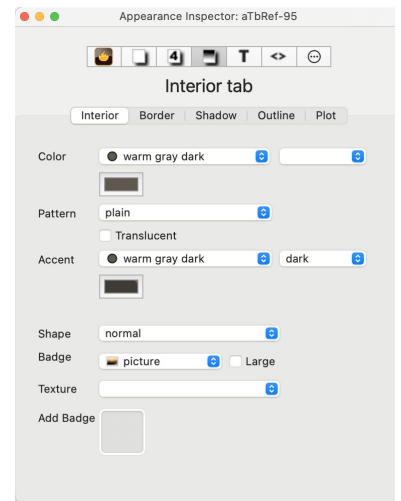 Appearance Inspector: aTbRef-95
4 T <>
Interior tab
Interior Border Shadow Outline Plot
Color warm gray dark
Pattern plain
Translucent
Accent warm gray dark dark
Shape normal
Badge picture Large
Texture
Add Badge